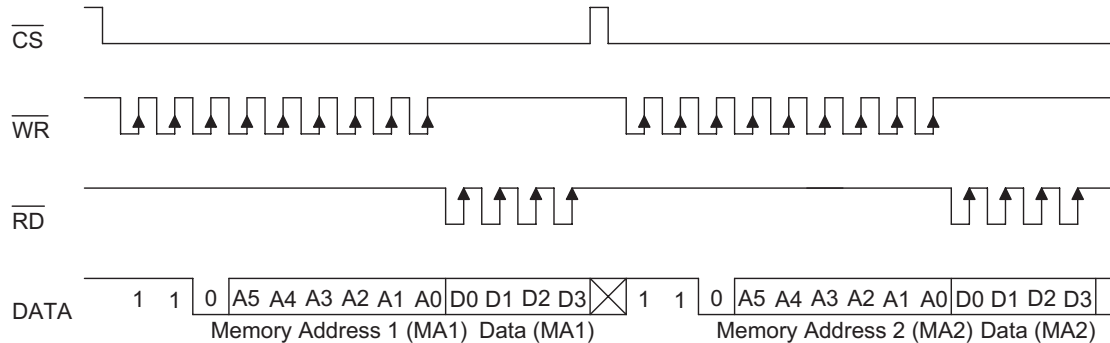 CS
WR
RD
DATA 1 1 0 A5 A4 A3 A2 A1 A0 D0 D1 D2 D3 1 1 0 A5 A4 A3 A2 A1 A0 D0 D1 D2 D3
Memory Address 1 (MA1) Data (MA1) Memory Address 2 (MA2) Data (MA2)